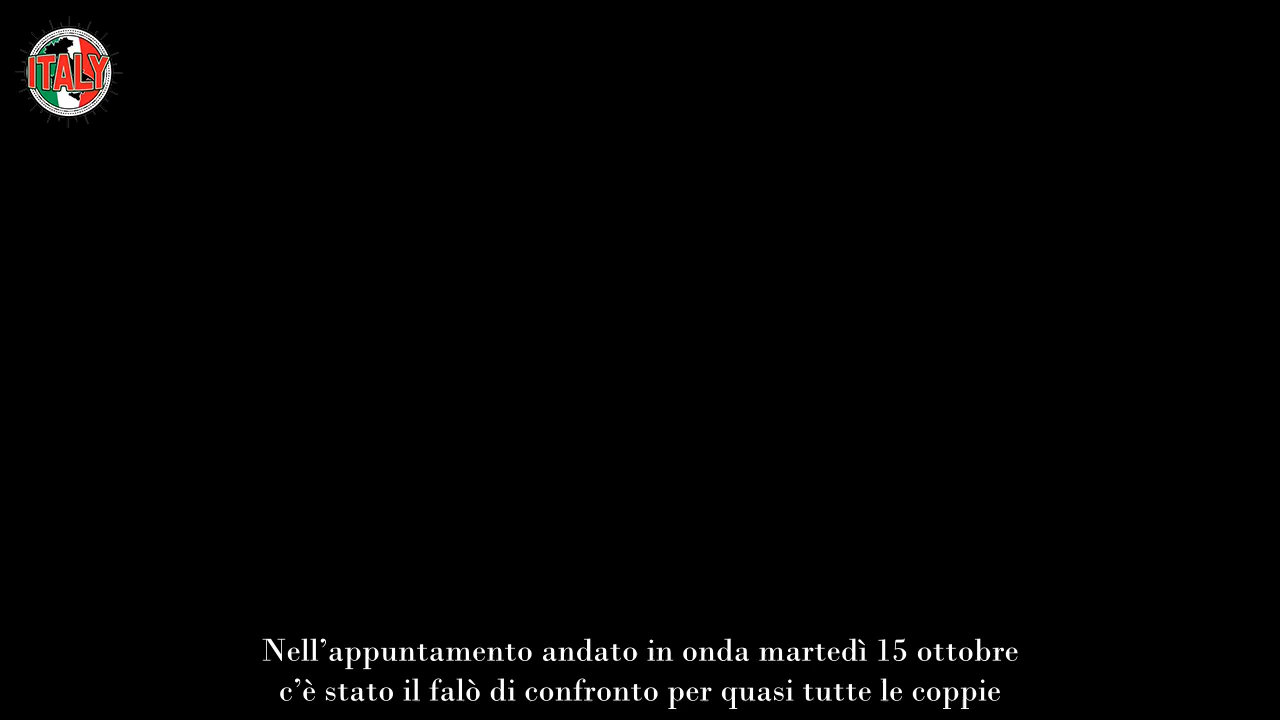 ITALY
Nell’appuntamento andato in onda martedì 15 ottobre
c’è stato il falò di confronto per quasi tutte le coppie